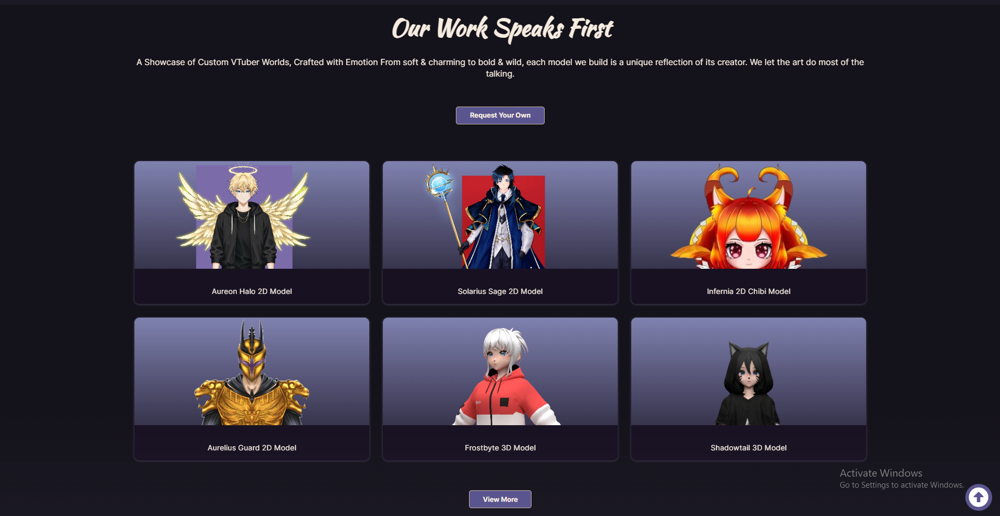 Our Work Speaks First
A Showcase of Custom VTuber Worlds, Crafted with Emotion From soft & charming to bold & wild, each model we build is a unique reflection of its creator. We let the art do most of the
talking.
Request Your Own
Aureon Halo 2D Model
Solarius Sage 2D Model
Infernia 2D Chibi Model
Aurelius Guard 2D Model
Frostbyte 3D Model
Shadowtail 3D Model
Activate Windows
Go to Settings to activate Windows.
View More